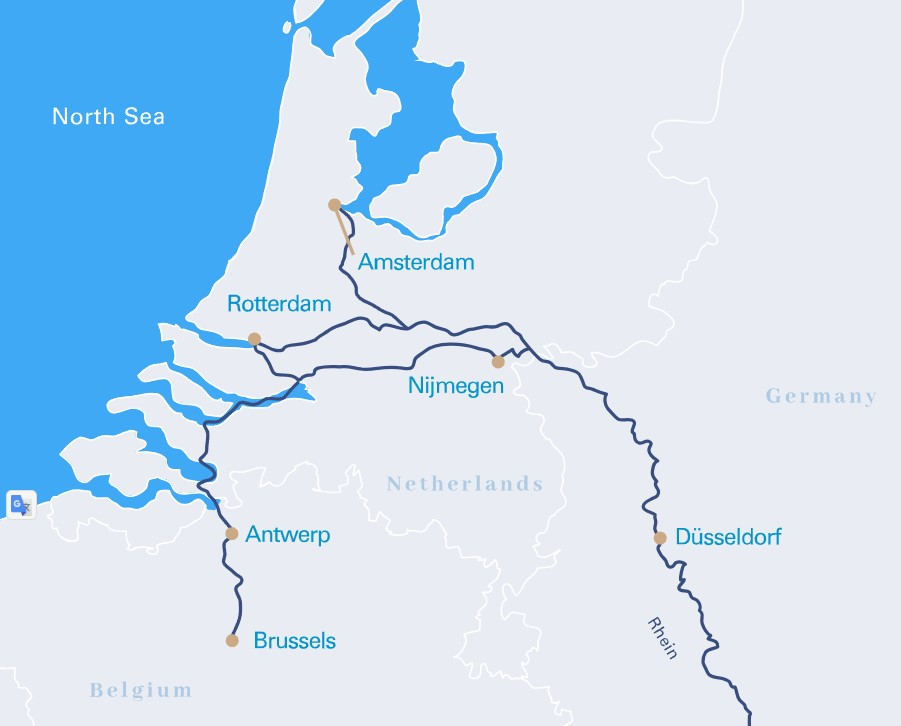 North Sea
Amsterdam
Rotterdam
Nijmegen
Germany
Netherlands
Antwerp
Düsseldorf
Rhein
Brussels
Belgium
G